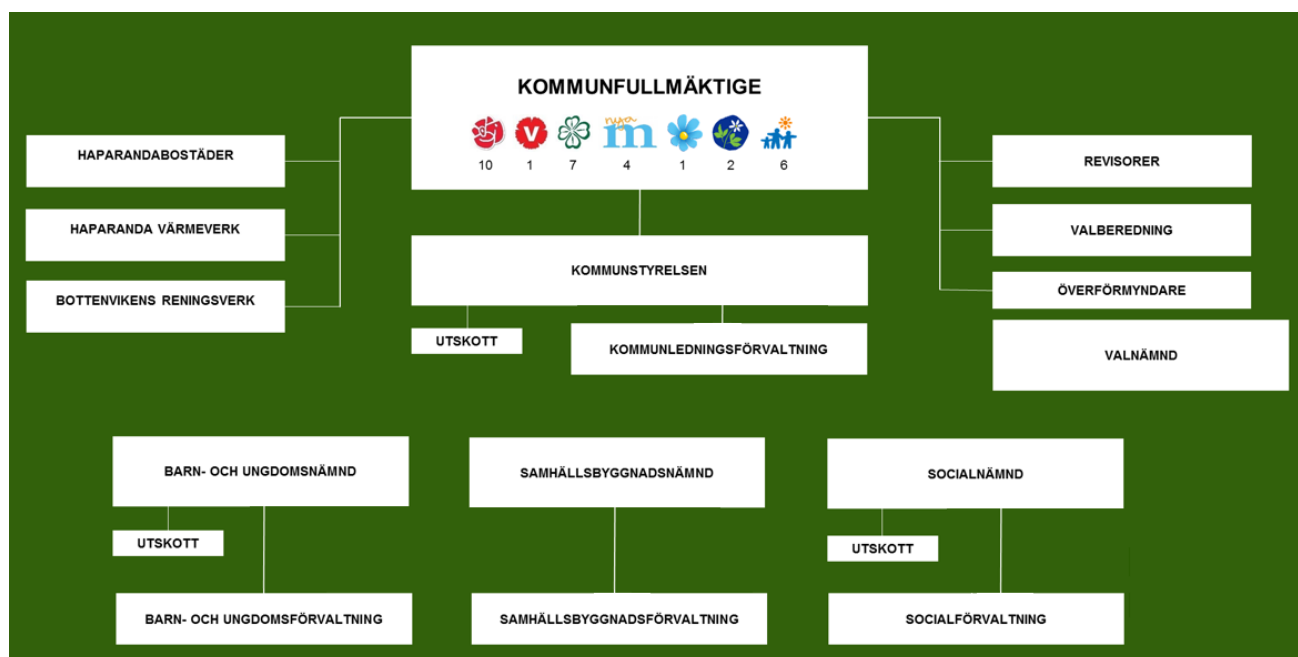 KOMMUNFULLMÄKTIGE
V
nya
m
10 1 7 4 1 2 6
HAPARANDABOSTÄDER
HAPARANDA VÄRMEVERK
BOTTENVIKENS RENINGSVERK
REVISORER
VALBEREDNING
ÖVERFÖRMYNDARE
VALNÄMND
KOMMUNSTYRELSEN
UTSKOTT
KOMMUNLEDNINGSFÖRVALTNING
BARN- OCH UNGDOMSNÄMND
UTSKOTT
BARN- OCH UNGDOMSFÖRVALTNING
SAMHÄLLSBYGGNADSNÄMND
SAMHÄLLSBYGGNADSFÖRVALTNING
SOCIALNÄMND
UTSKOTT
SOCIALFÖRVALTNING